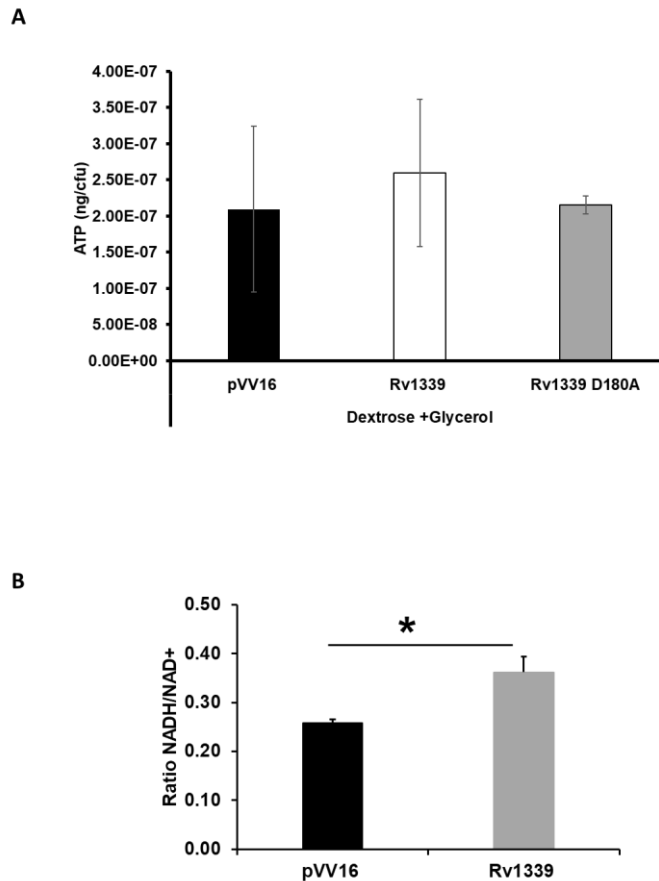 A
4.00E-07
3.50E-07
3.00E-07
2.50E-07
2.00E-07
1.50E-07
1.00E-07
5.00E-08
0.00E+00
ATP (ng/cfu)
pVV16 Rv1339 Rv1339 D180A
Dextrose +Glycerol
B
0.50
0.40
0.30
0.20
0.10
0.00
Ratio NADH/NAD+
*
pVV16 Rv1339